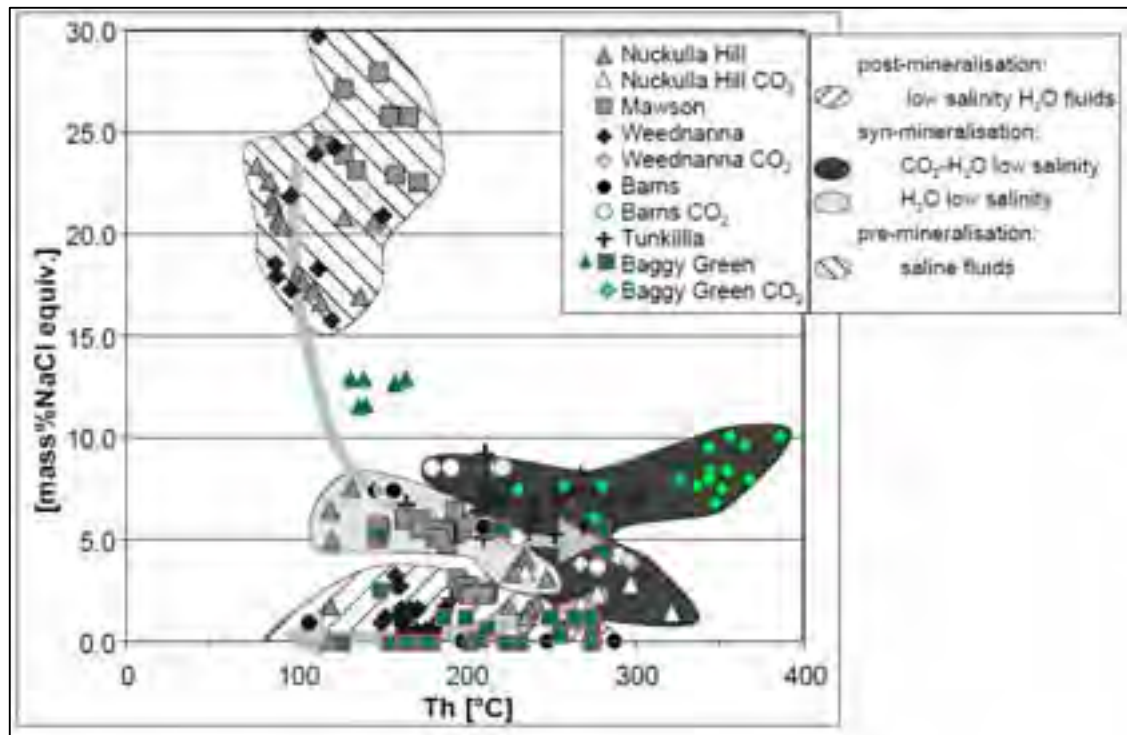 30.0
25.0
20.0
15.0
10.0
5.0
0.0
[mass%NaCl equiv.]
0
100
200
300
400
Th [°C]
Nuckulla Hill
Nuckulla Hill CO₂
Mawson
Weednanna
Weednanna CO₂
Barns
Barns CO₂
Tunkillla
Baggy Green
Baggy Green CO₂
post-mineralisation:
low salinity H₂O fluids
syn-mineralisation:
CO₂-H₂O low salinity
H₂O low salinity
pre-mineralisation:
saline fluids